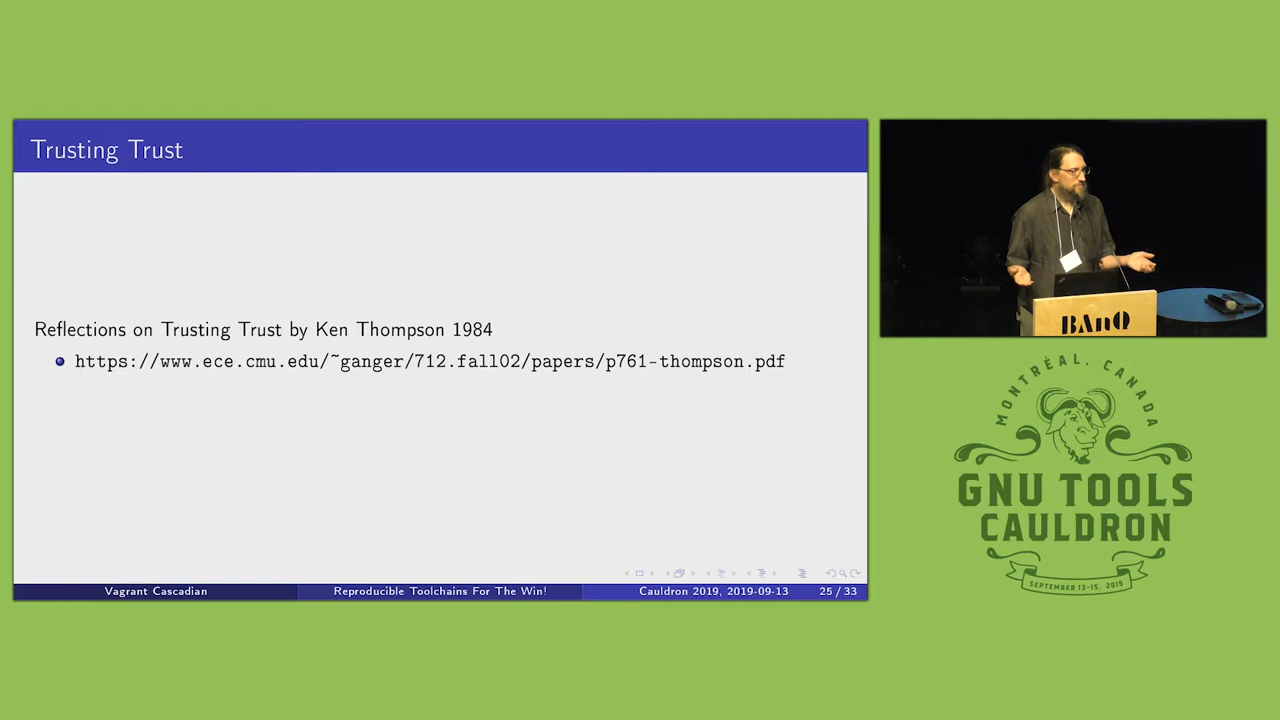 Trusting Trust
Reflections on Trusting Trust by Ken Thompson 1984
https://www.ece.cmu.edu/~ganger/712.fall02/papers/p761-thompson.pdf
Vagrant Cascadian
Reproducible Toolchains For The Win!
Cauldron 2019, 2019-09-13
25 / 33
BAnQ
MONTRÉAL, CANADA
GNU TOOLS
CAULDRON
SEPTEMBER 13-15, 2019